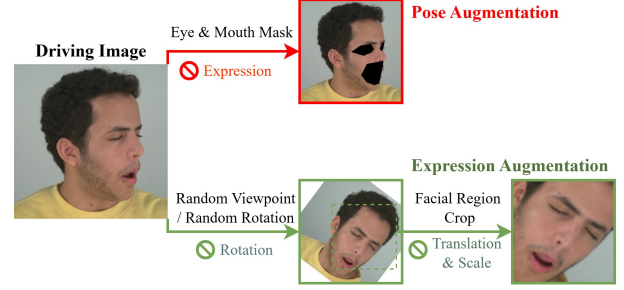 Pose Augmentation
Eye & Mouth Mask
Driving Image
Expression
Expression Augmentation
Random Viewpoint
/ Random Rotation
Rotation
Facial Region
Crop
Translation
& Scale